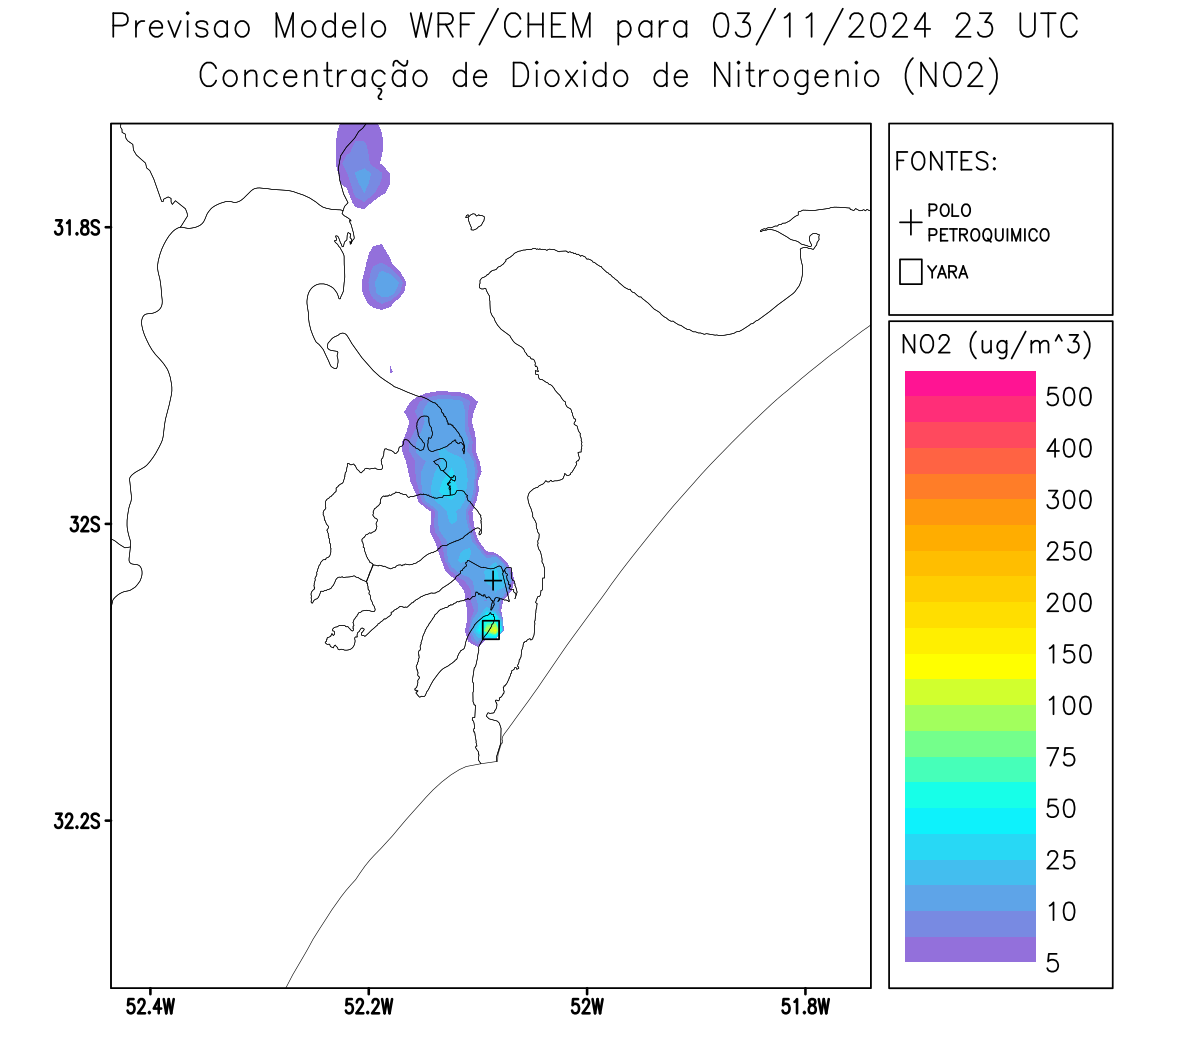 Previsao Modelo WRF/CHEM para 03/11/2024 23 UTC
Concentração de Dioxido de Nitrogenio (NO2)
FONTES:
POLO
PETROQUIMICO
YARA
NO2 (ug/m^3)
500
400
300
250
200
150
100
75
50
25
10
5
31.8S
32S
32.2S
52.4W
52.2W
52W
51.8W